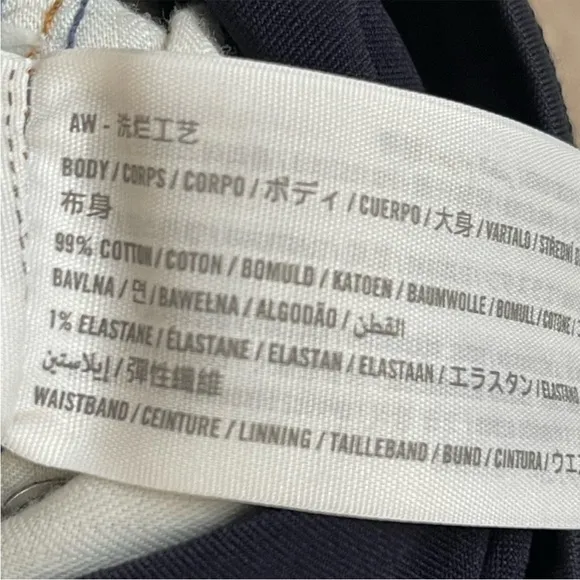 AW - 洗烂工艺
BODY / CORPS / CORPO / ボディ / CUERPO / 大身 / VARTALO / STŘEDNÍ
布身
99% COTTON / COTON / BOMULD / KATOEN / BAUMWOLLE / BOMULL / COTONE /
BAVLNA / 면 / BAWEŁNA / ALGODÃO / القطن
1% ELASTANE / ÉLASTANE / ELASTAN / ELASTAAN / エラスタン /
إيلاستين / 彈性纖維
WAISTBAND / CEINTURE / LINNING / TAILLEBAND / BUND / CINTURA /